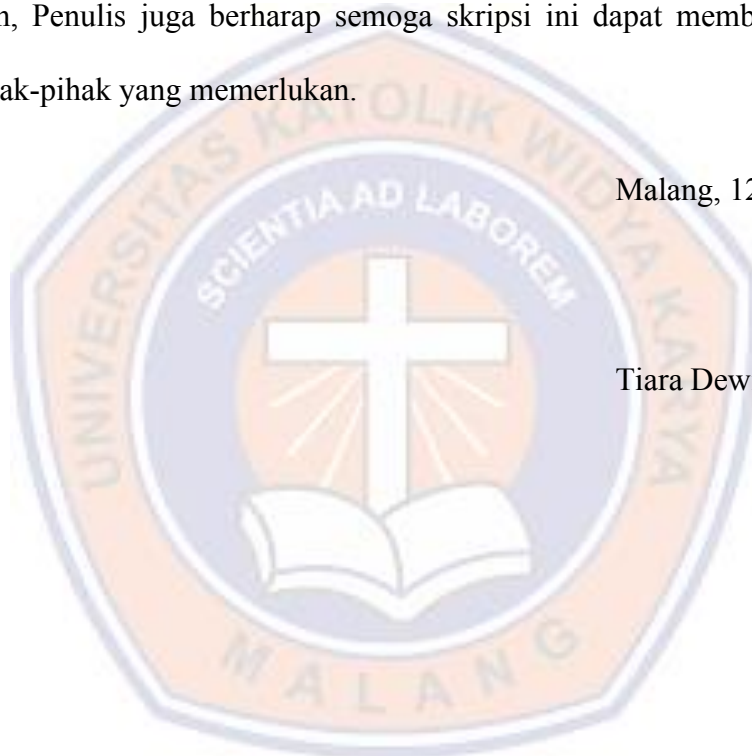 n, Penulis juga berharap semoga skripsi ini dapat memb
ak-pihak yang memerlukan.
Malang, 12
Tiara Dew
UNIVERSITAS KATOLIK WIDYA KARYA
SCIENTIA AD LABOREM
MALANG